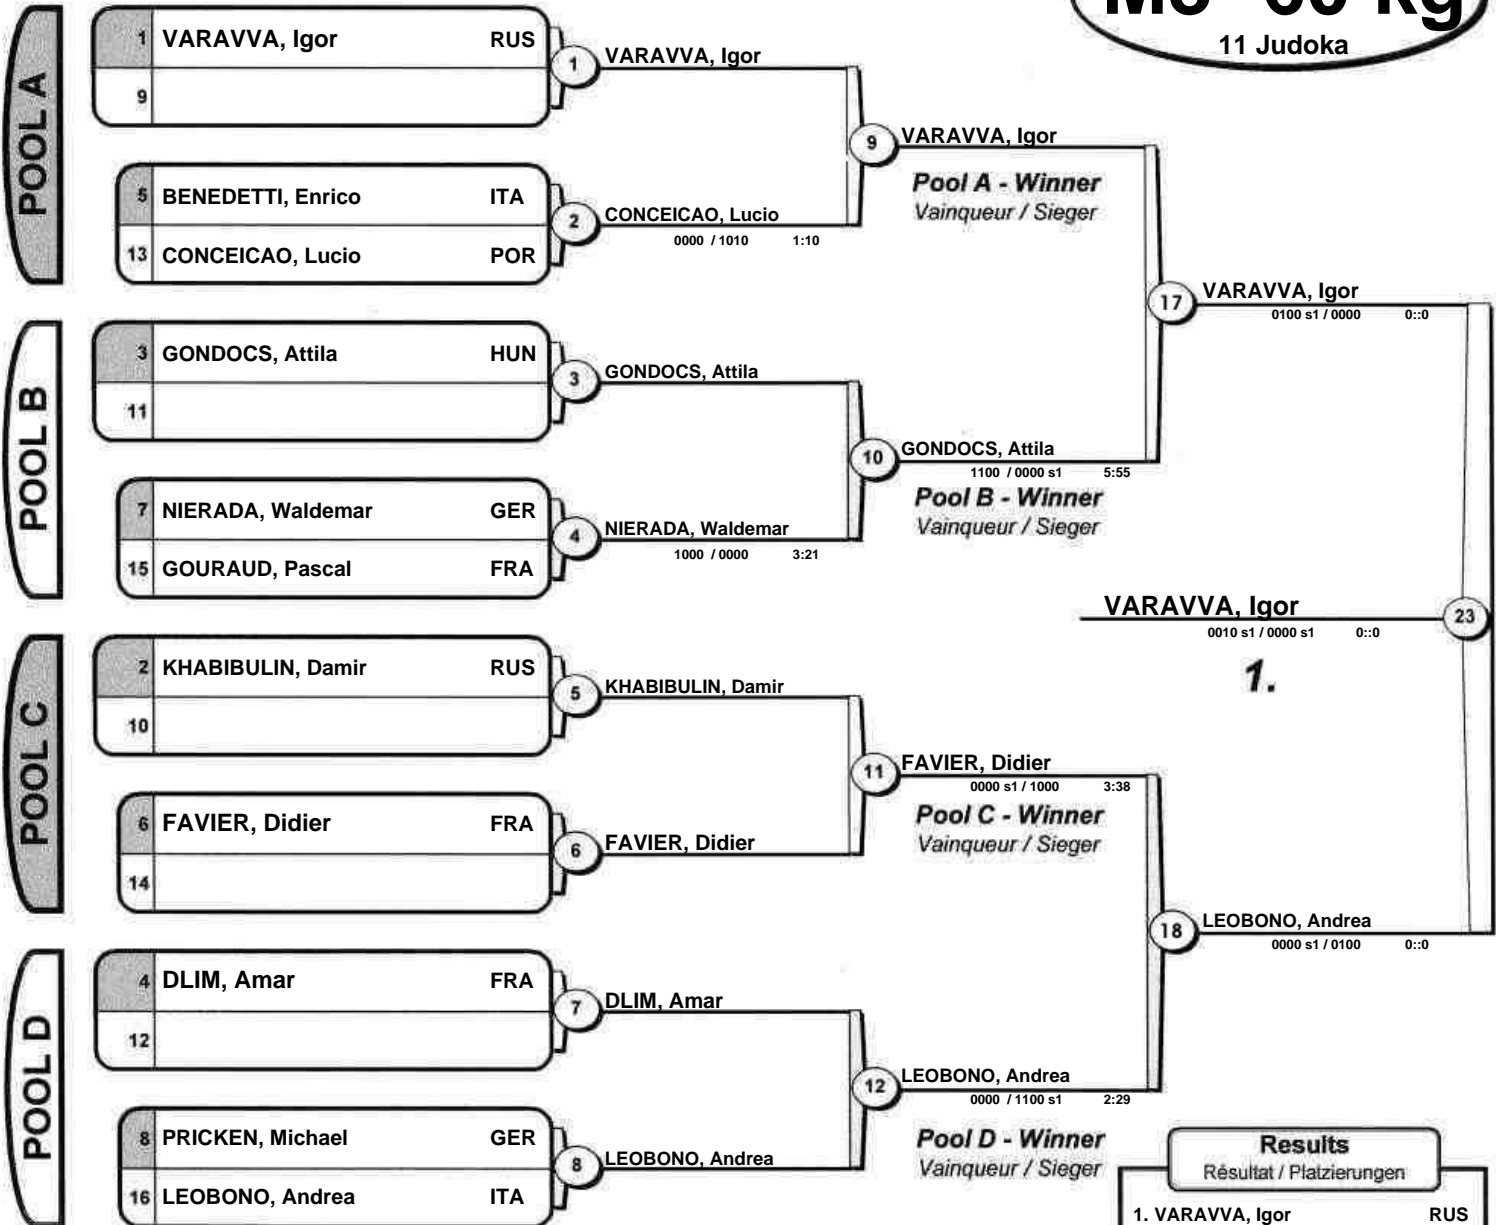 M3 -60 kg
11 Judoka
POOL A
1 VARAVVA, Igor RUS
9
5 BENEDETTI, Enrico ITA
13 CONCEICAO, Lucio POR
1 VARAVVA, Igor
2 CONCEICAO, Lucio
0000 / 1010 1:10
9 VARAVVA, Igor
Pool A - Winner
Vainqueur / Sieger
POOL B
3 GONDOCS, Attila HUN
11
7 NIERADA, Waldemar GER
15 GOURAUD, Pascal FRA
3 GONDOCS, Attila
4 NIERADA, Waldemar
1000 / 0000 3:21
10 GONDOCS, Attila
1100 / 0000 s1 5:55
Pool B - Winner
Vainqueur / Sieger
17 VARAVVA, Igor
0100 s1 / 0000 0::0
VARAVVA, Igor 23
0010 s1 / 0000 s1 0::0
1.
POOL C
2 KHABIBULIN, Damir RUS
10
6 FAVIER, Didier FRA
14
5 KHABIBULIN, Damir
6 FAVIER, Didier
11 FAVIER, Didier
0000 s1 / 1000 3:38
Pool C - Winner
Vainqueur / Sieger
18 LEOBONO, Andrea
0000 s1 / 0100 0::0
POOL D
4 DLIM, Amar FRA
12
8 PRICKEN, Michael GER
16 LEOBONO, Andrea ITA
7 DLIM, Amar
8 LEOBONO, Andrea
12 LEOBONO, Andrea
0000 / 1100 s1 2:29
Pool D - Winner
Vainqueur / Sieger
Results
Résultat / Platzierungen
1. VARAVVA, Igor RUS